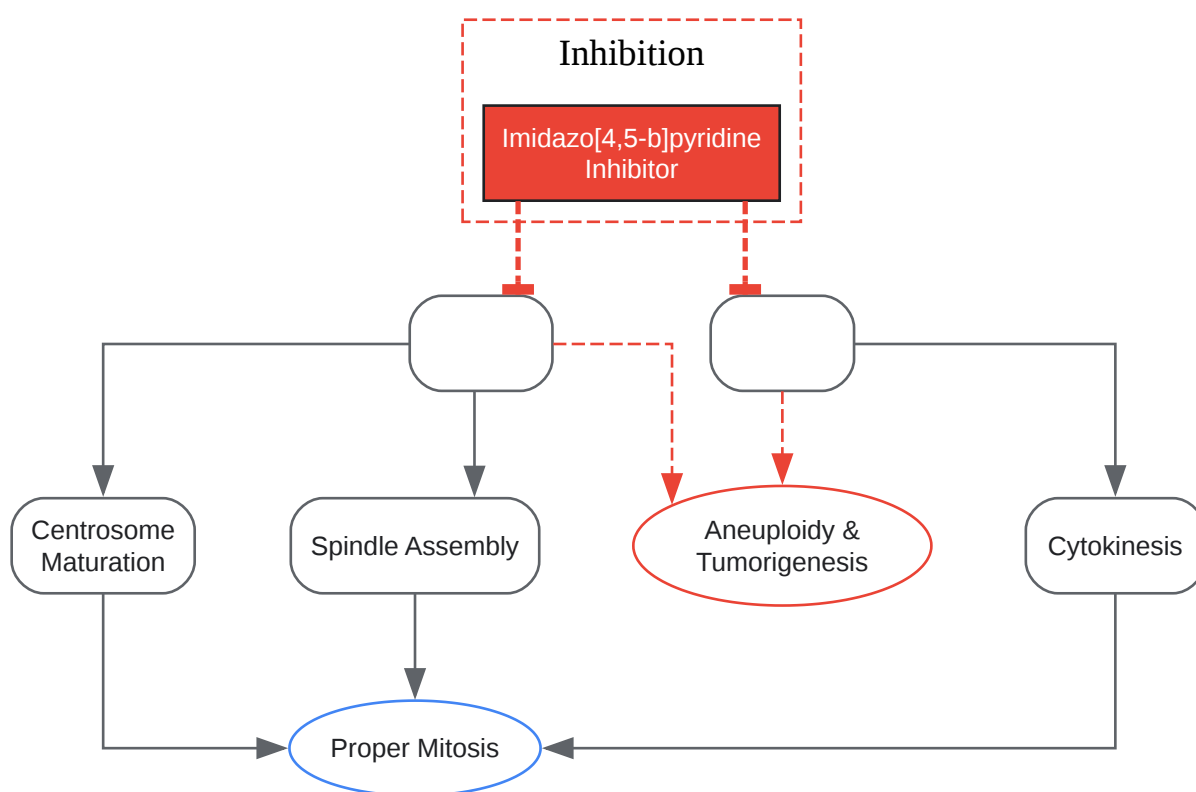 Inhibition
Imidazo[4,5-b]pyridine
Inhibitor
Centrosome
Maturation
Spindle Assembly
Aneuploidy &
Tumorigenesis
Cytokinesis
Proper Mitosis